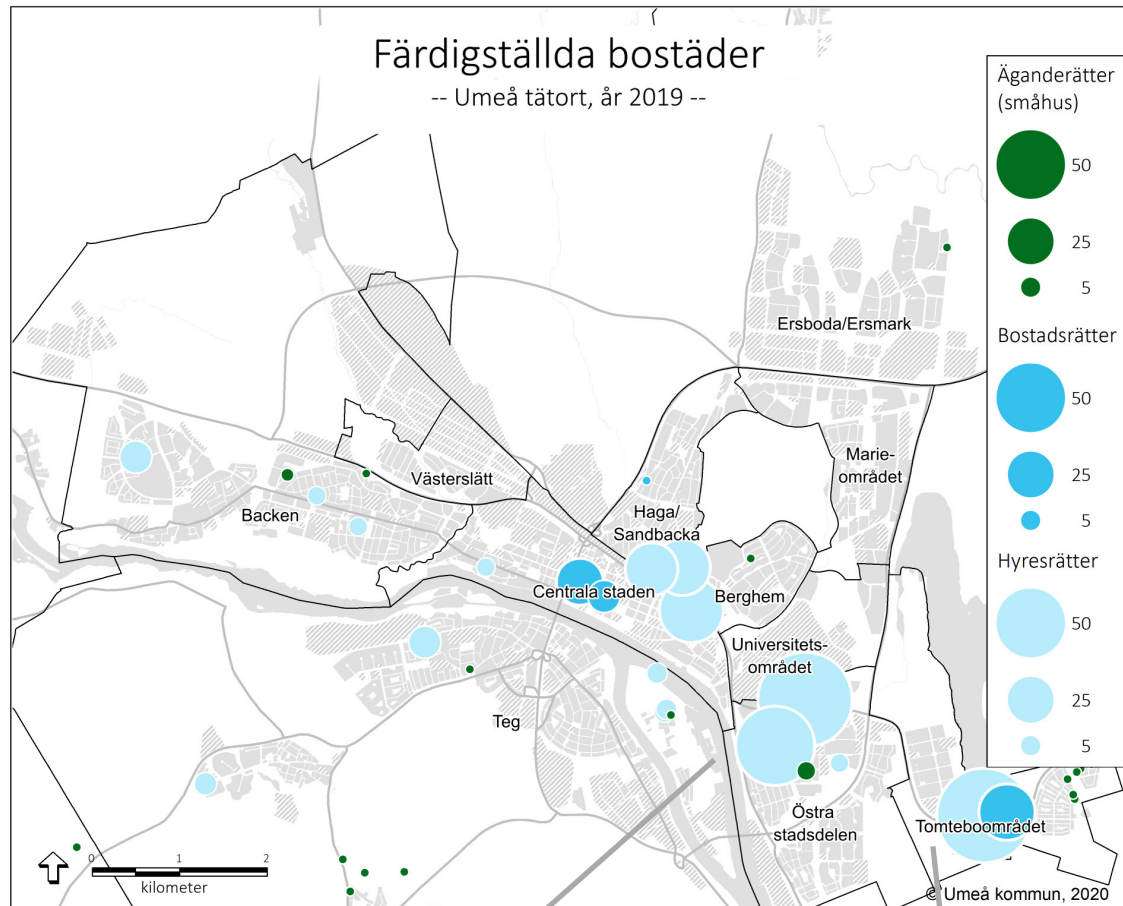 Färdigställda bostäder
-- Umeå tätort, år 2019 --
Äganderätter
(småhus)
50
25
5
Bostadsrätter
50
25
5
Hyresrätter
50
25
5
Ersboda/Ersmark
Marie-
området
Västerslätt
Haga/
Sandbacka
Backen
Centrala staden
Berghem
Universitets-
området
Teg
Östra
stadsdelen
Tomteboområdet
0 1 2
kilometer
© Umeå kommun, 2020